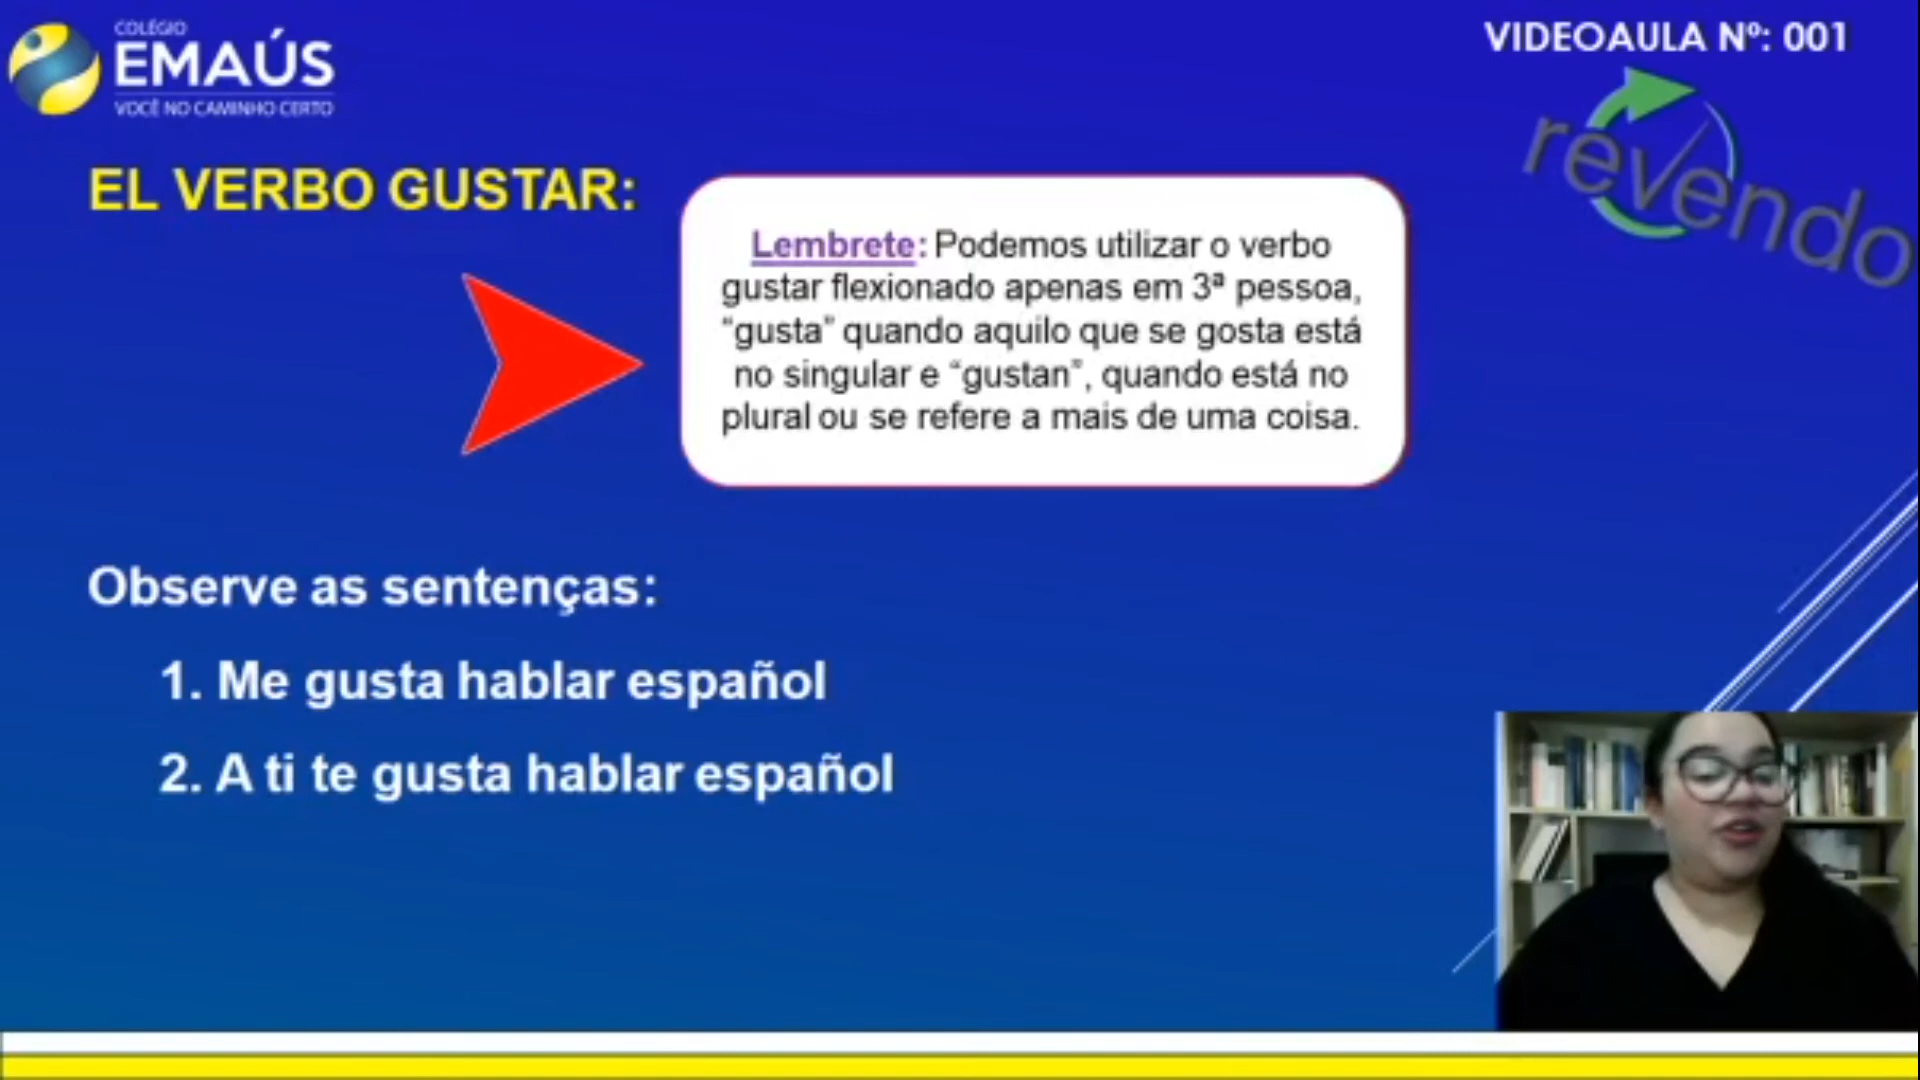 COLÉGIO
EMAÚS
VOCÊ NO CAMINHO CERTO
VIDEOAULA Nº: 001
revendo
EL VERBO GUSTAR:
Lembrete: Podemos utilizar o verbo
gustar flexionado apenas em 3ª pessoa,
“gusta” quando aquilo que se gosta está
no singular e “gustan”, quando está no
plural ou se refere a mais de uma coisa.
Observe as sentenças:
1. Me gusta hablar español
2. A ti te gusta hablar español